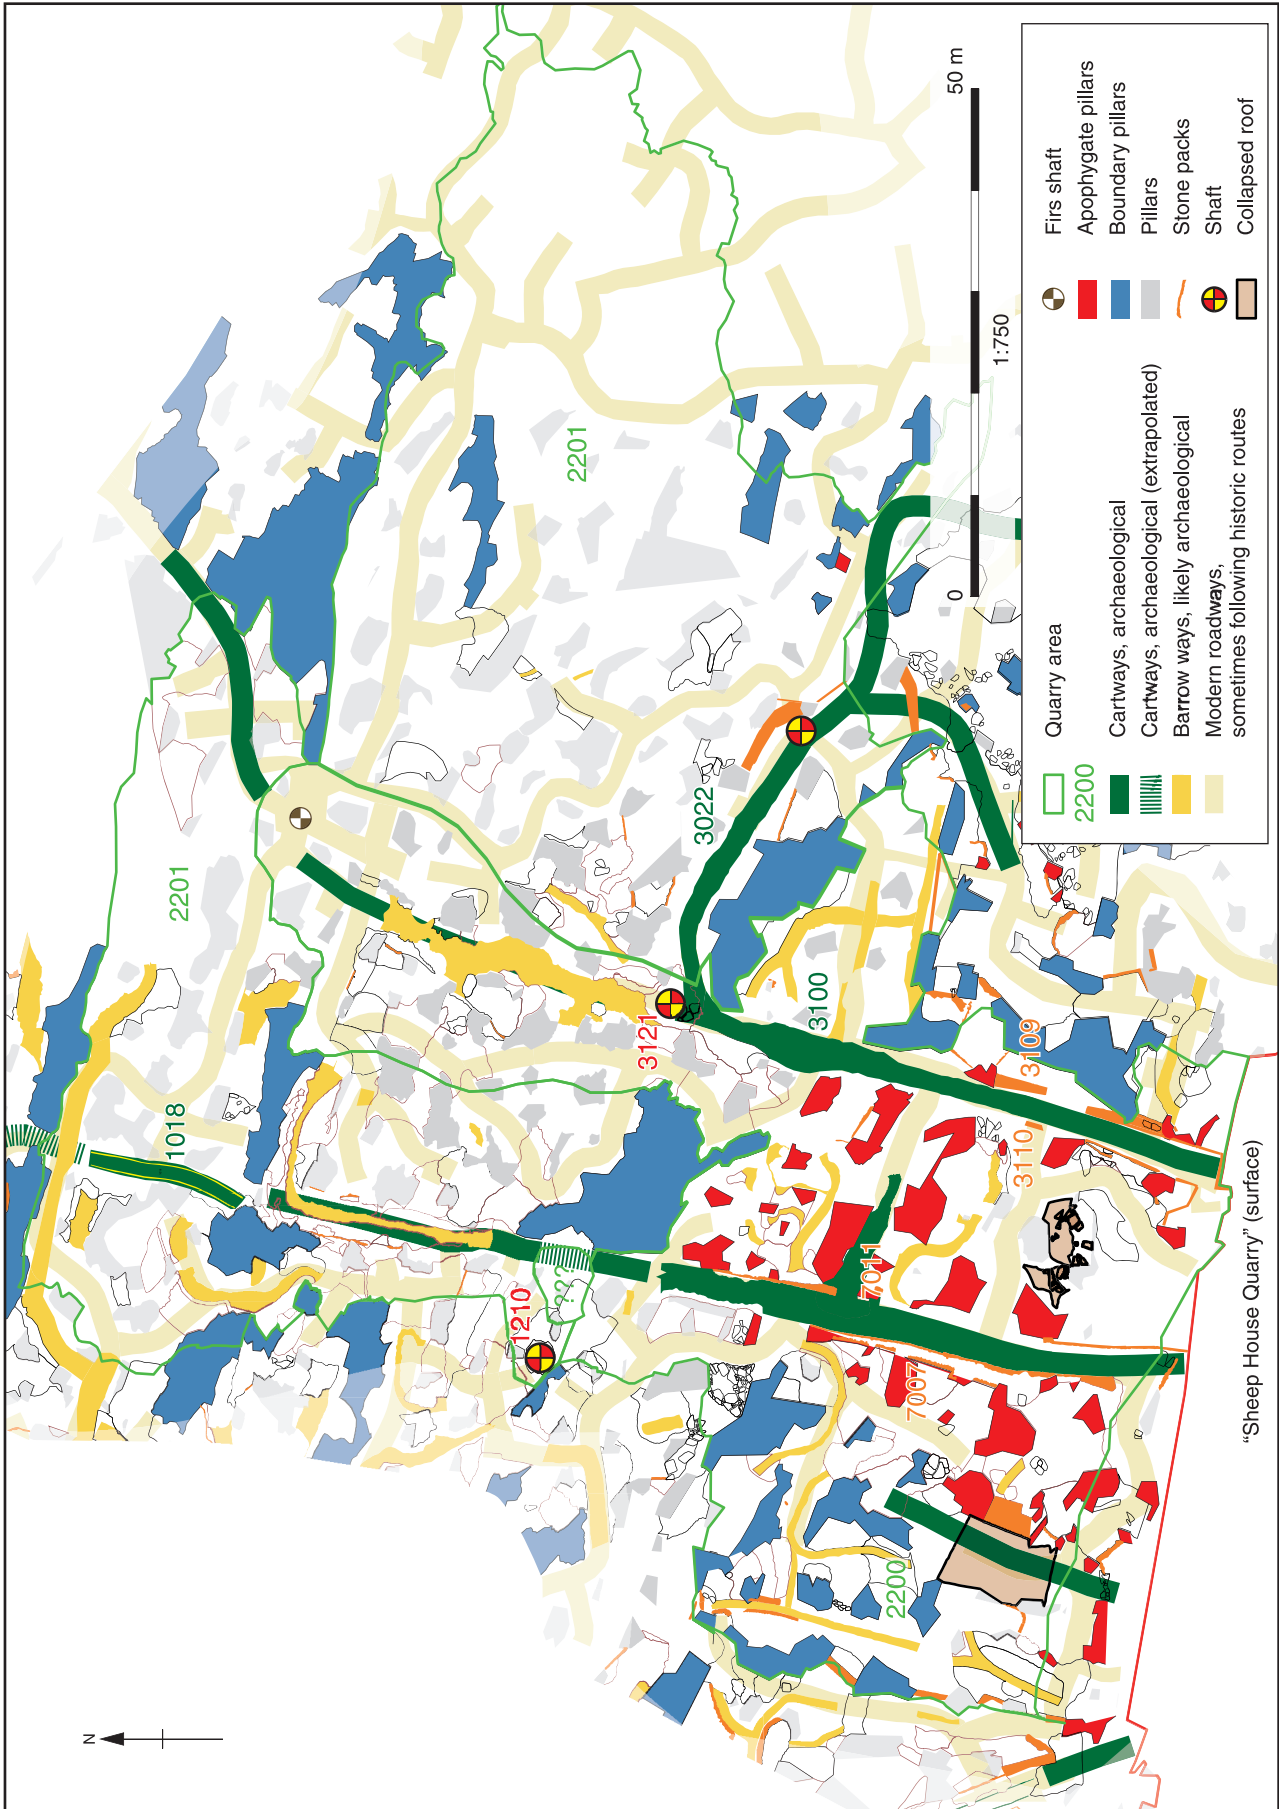 N
1018
2201
1210
2201
3121
3022
3100
7011
2200
7007
3110
3109
0
50 m
1:750
Quarry area
2200
Cartways, archaeological
Cartways, archaeological (extrapolated)
Barrow ways, likely archaeological
Modern roadways,
sometimes following historic routes
Firs shaft
Apophygate pillars
Boundary pillars
Pillars
Stone packs
Shaft
Collapsed roof
“Sheep House Quarry” (surface)